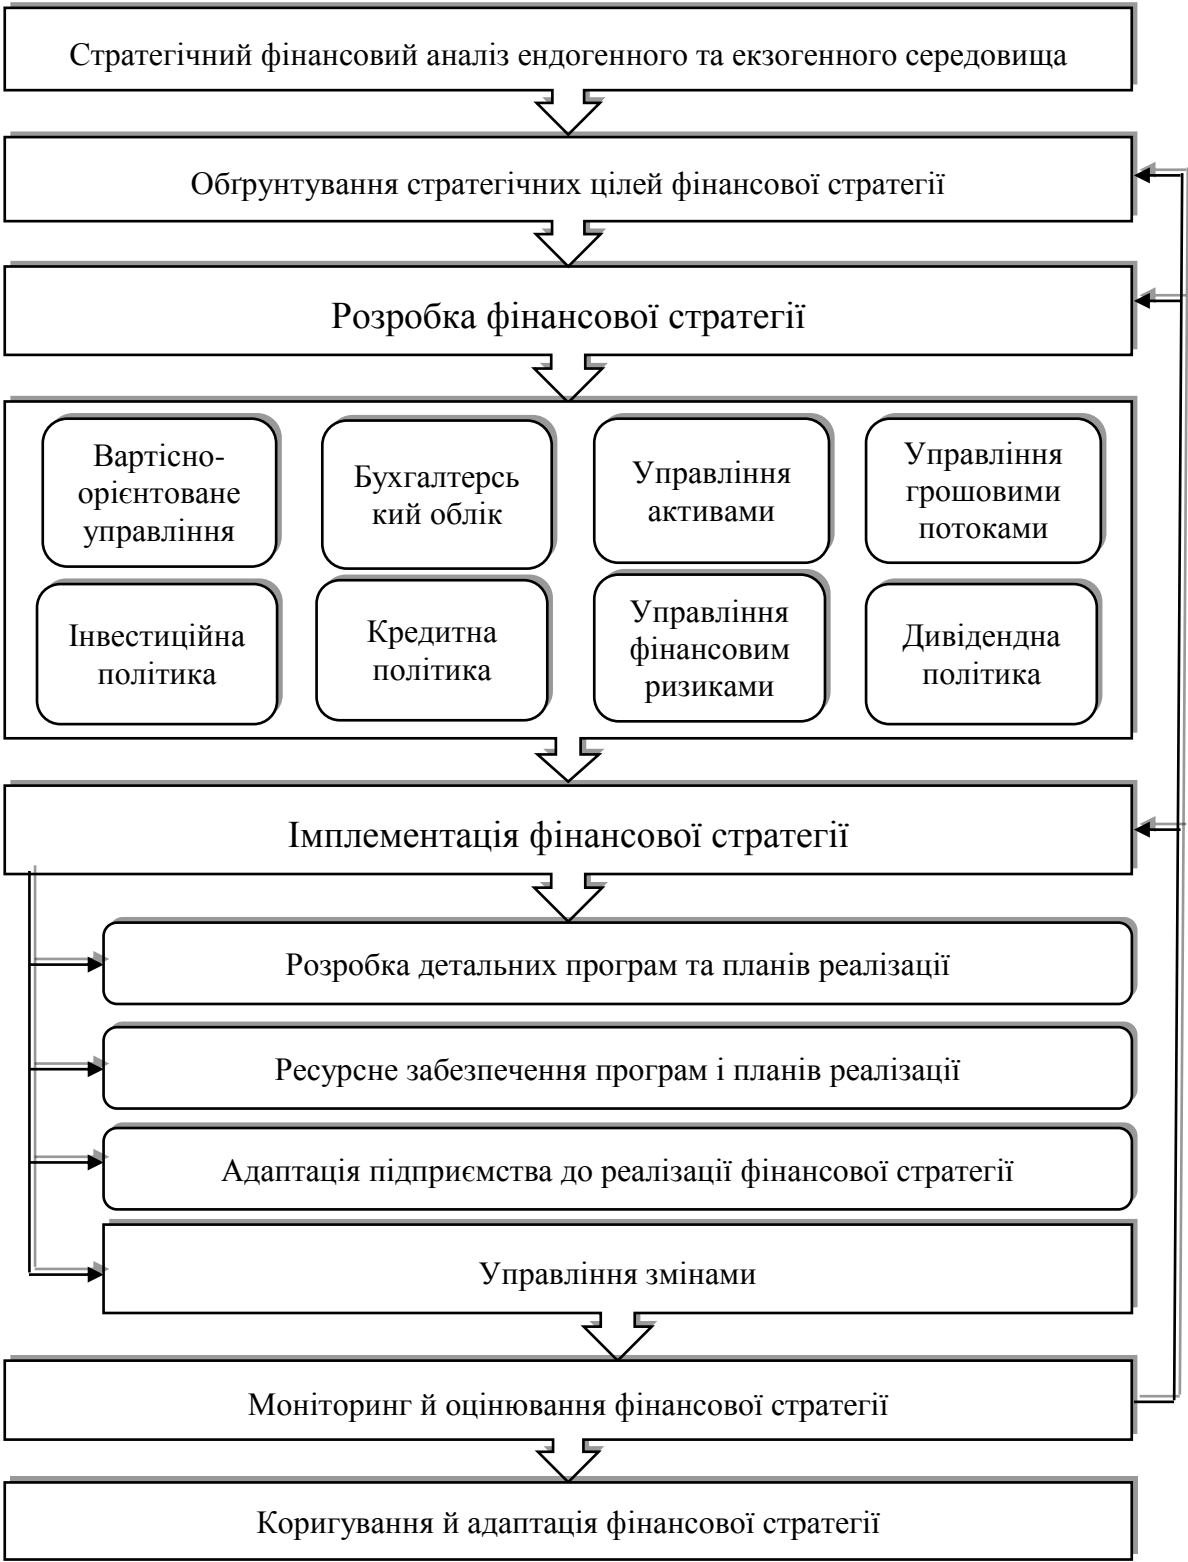 Стратегічний фінансовий аналіз ендогенного та екзогенного середовища
Обґрунтування стратегічних цілей фінансової стратегії
Розробка фінансової стратегії
Вартісно-
орієнтоване
управління
Бухгалтерсь
кий облік
Управління
активами
Управління
грошовими
потоками
Інвестиційна
політика
Кредитна
політика
Управління
фінансовим
ризиками
Дивідендна
політика
Імплементація фінансової стратегії
Розробка детальних програм та планів реалізації
Ресурсне забезпечення програм і планів реалізації
Адаптація підприємства до реалізації фінансової стратегії
Управління змінами
Моніторинг й оцінювання фінансової стратегії
Коригування й адаптація фінансової стратегії